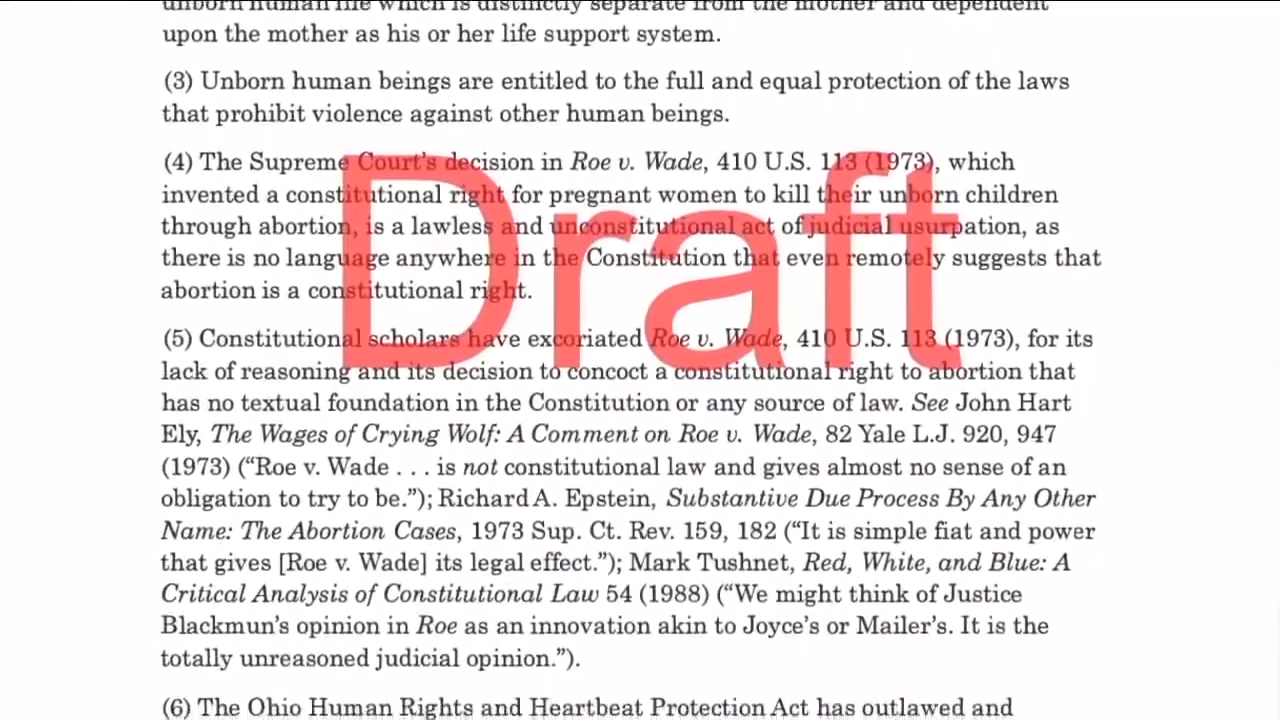 unborn human life which is distinctly separate from the mother and dependent
upon the mother as his or her life support system.
(3) Unborn human beings are entitled to the full and equal protection of the laws
that prohibit violence against other human beings.
(4) The Supreme Court's decision in Roe v. Wade, 410 U.S. 113 (1973), which
invented a constitutional right for pregnant women to kill their unborn children
through abortion, is a lawless and unconstitutional act of judicial usurpation, as
there is no language anywhere in the Constitution that even remotely suggests that
abortion is a constitutional right.
(5) Constitutional scholars have excoriated Roe v. Wade, 410 U.S. 113 (1973), for its
lack of reasoning and its decision to concoct a constitutional right to abortion that
has no textual foundation in the Constitution or any source of law. See John Hart
Ely, The Wages of Crying Wolf: A Comment on Roe v. Wade, 82 Yale L.J. 920, 947
(1973) (“Roe v. Wade . . . is not constitutional law and gives almost no sense of an
obligation to try to be.”); Richard A. Epstein, Substantive Due Process By Any Other
Name: The Abortion Cases, 1973 Sup. Ct. Rev. 159, 182 (“It is simple fiat and power
that gives [Roe v. Wade] its legal effect.”); Mark Tushnet, Red, White, and Blue: A
Critical Analysis of Constitutional Law 54 (1988) (“We might think of Justice
Blackmun’s opinion in Roe as an innovation akin to Joyce’s or Mailer’s. It is the
totally unreasoned judicial opinion.”).
(6) The Ohio Human Rights and Heartbeat Protection Act has outlawed and
Draft